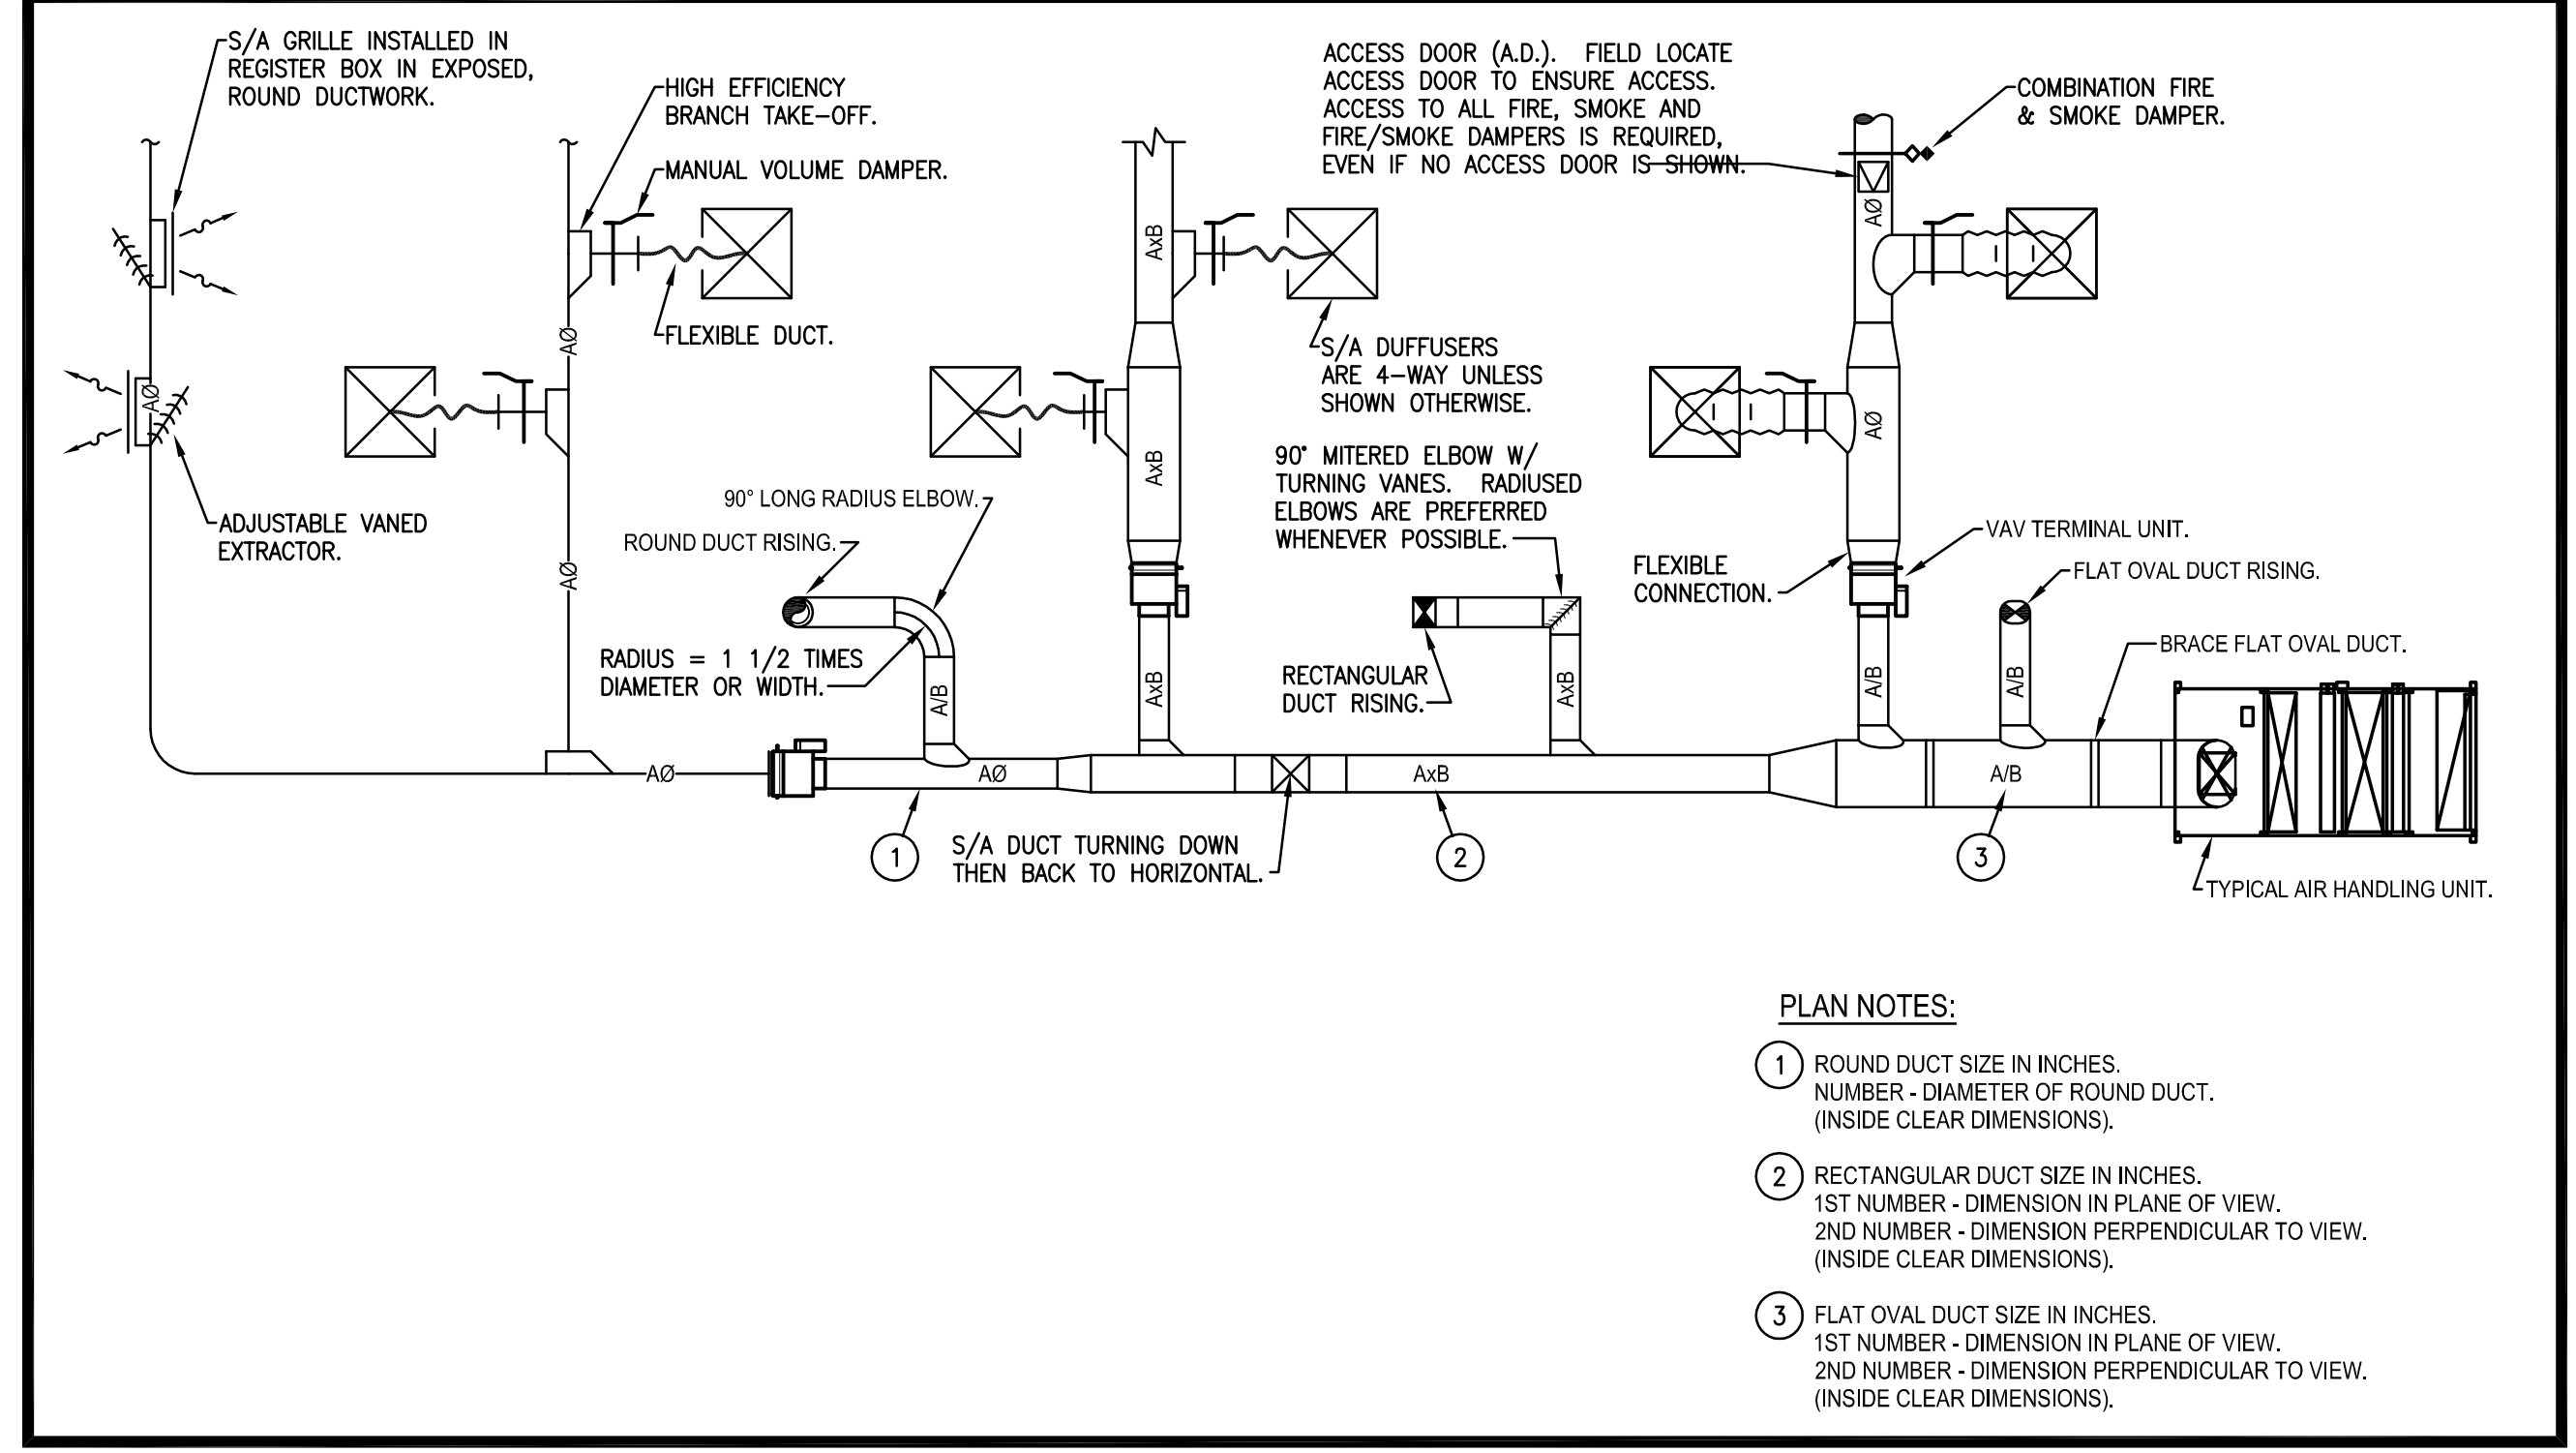 S/A GRILLE INSTALLED IN
REGISTER BOX IN EXPOSED,
ROUND DUCTWORK.
HIGH EFFICIENCY
BRANCH TAKE-OFF.
MANUAL VOLUME DAMPER.
FLEXIBLE DUCT.
ACCESS DOOR (A.D.). FIELD LOCATE
ACCESS DOOR TO ENSURE ACCESS.
ACCESS TO ALL FIRE, SMOKE AND
FIRE/SMOKE DAMPERS IS REQUIRED,
EVEN IF NO ACCESS DOOR IS SHOWN.
COMBINATION FIRE
& SMOKE DAMPER.
AØ
AxB
AØ
S/A DUFFUSERS
ARE 4-WAY UNLESS
SHOWN OTHERWISE.
AØ
AxB
AØ
ADJUSTABLE VANED
EXTRACTOR.
90° LONG RADIUS ELBOW.
ROUND DUCT RISING.
90° MITERED ELBOW W/
TURNING VANES. RADIUSED
ELBOWS ARE PREFERRED
WHENEVER POSSIBLE.
FLEXIBLE
CONNECTION.
VAV TERMINAL UNIT.
FLAT OVAL DUCT RISING.
BRACE FLAT OVAL DUCT.
AØ
RADIUS = 1 1/2 TIMES
DIAMETER OR WIDTH.
A/B
AxB
RECTANGULAR
DUCT RISING.
AxB
A/B
A/B
AØ
AØ
AxB
A/B
1
S/A DUCT TURNING DOWN
THEN BACK TO HORIZONTAL.
2
3
TYPICAL AIR HANDLING UNIT.
PLAN NOTES:
1 ROUND DUCT SIZE IN INCHES.
NUMBER - DIAMETER OF ROUND DUCT.
(INSIDE CLEAR DIMENSIONS).
2 RECTANGULAR DUCT SIZE IN INCHES.
1ST NUMBER - DIMENSION IN PLANE OF VIEW.
2ND NUMBER - DIMENSION PERPENDICULAR TO VIEW.
(INSIDE CLEAR DIMENSIONS).
3 FLAT OVAL DUCT SIZE IN INCHES.
1ST NUMBER - DIMENSION IN PLANE OF VIEW.
2ND NUMBER - DIMENSION PERPENDICULAR TO VIEW.
(INSIDE CLEAR DIMENSIONS).